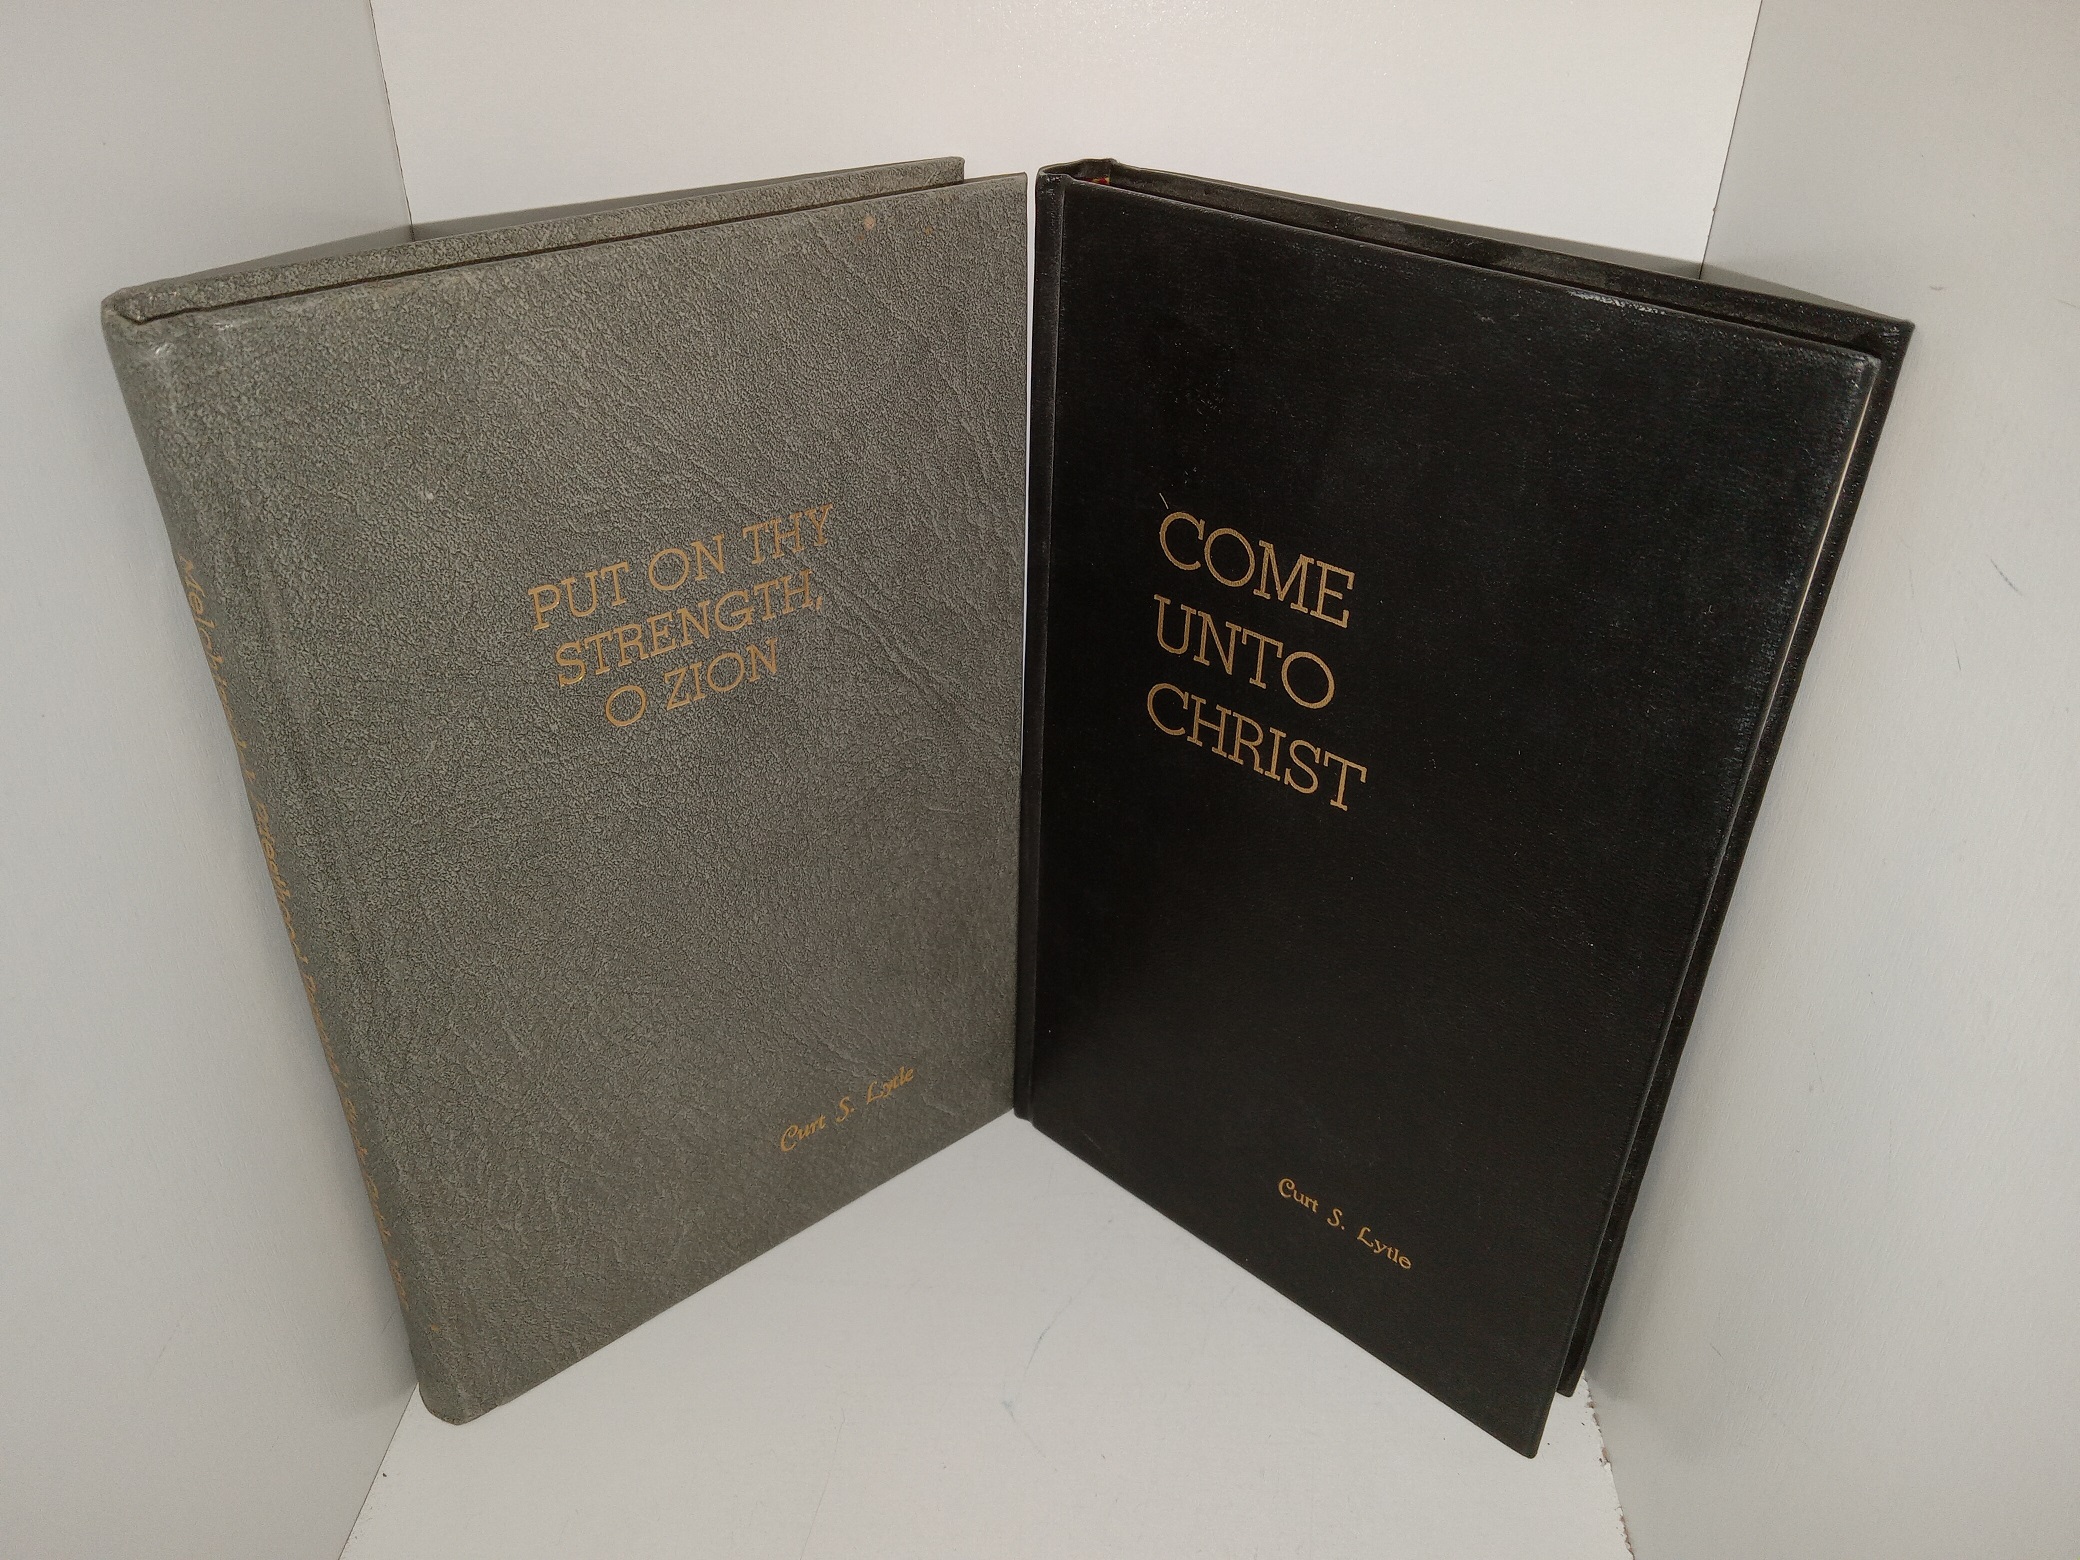 PUT ON THY
STRENGTH,
O ZION
Curt S. Lytle
COME
UNTO
CHRIST
Curt S. Lytle